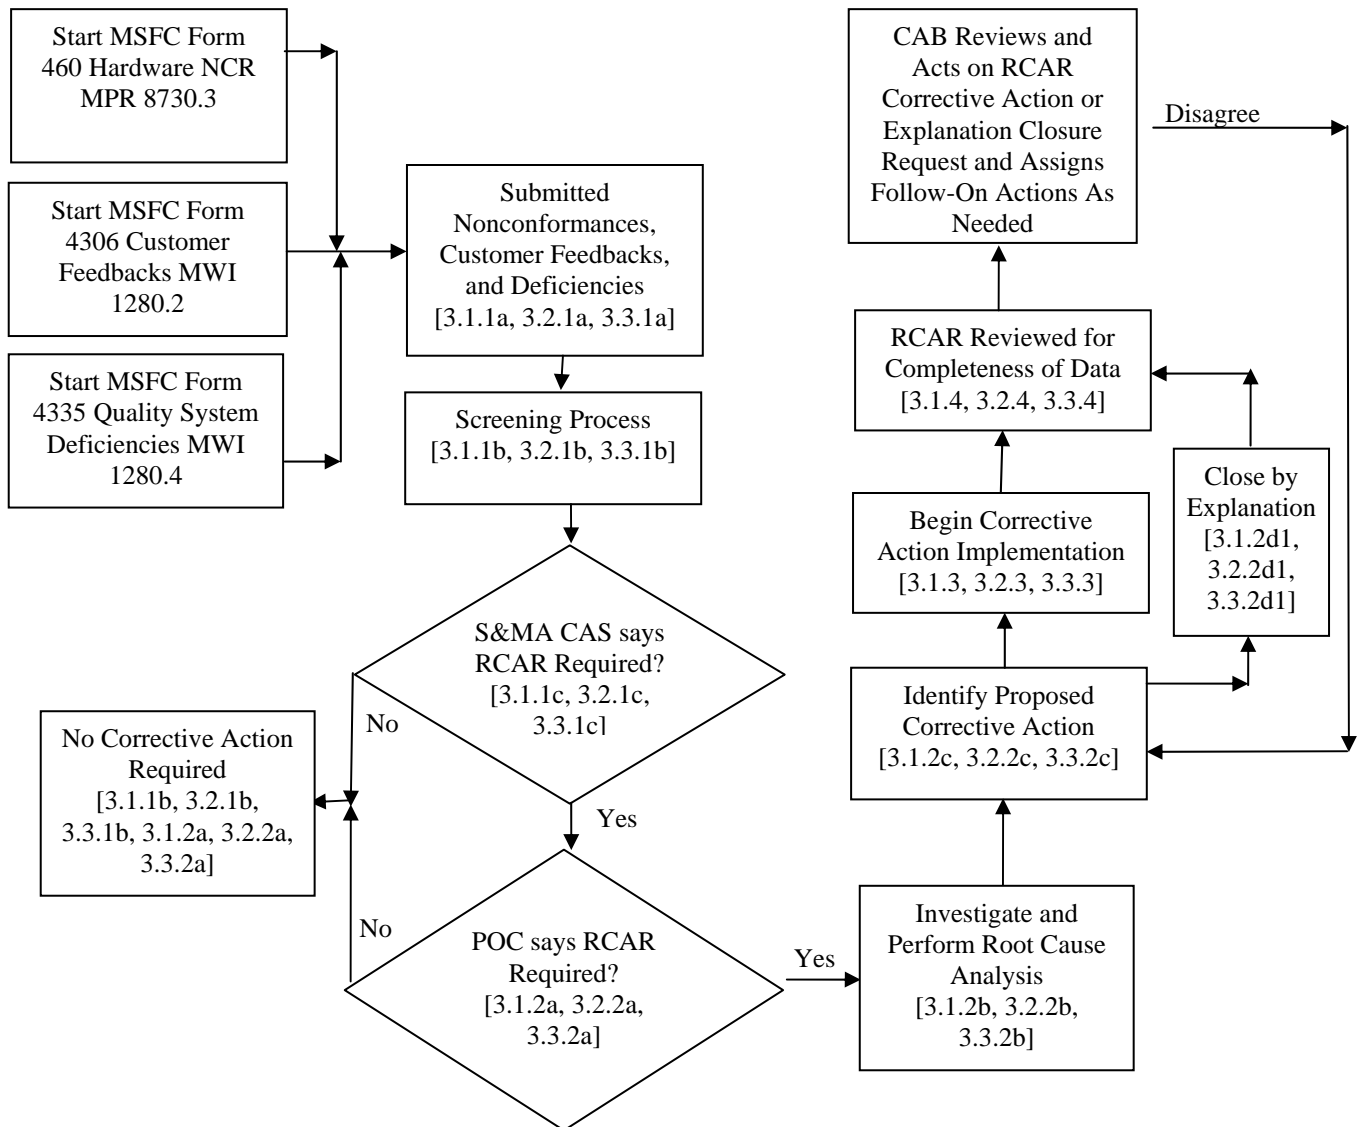 Start MSFC Form
460 Hardware NCR
MPR 8730.3
Start MSFC Form
4306 Customer
Feedbacks MWI
1280.2
Start MSFC Form
4335 Quality System
Deficiencies MWI
1280.4
Submitted
Nonconformances,
Customer Feedbacks,
and Deficiencies
[3.1.1a, 3.2.1a, 3.3.1a]
Screening Process
[3.1.1b, 3.2.1b, 3.3.1b]
S&MA CAS says
RCAR Required?
[3.1.1c, 3.2.1c,
3.3.1c]
No
Yes
No Corrective Action
Required
[3.1.1b, 3.2.1b,
3.3.1b, 3.1.2a, 3.2.2a,
3.3.2a]
POC says RCAR
Required?
[3.1.2a, 3.2.2a,
3.3.2a]
No
Yes
Investigate and
Perform Root Cause
Analysis
[3.1.2b, 3.2.2b,
3.3.2b]
Identify Proposed
Corrective Action
[3.1.2c, 3.2.2c, 3.3.2c]
Begin Corrective
Action Implementation
[3.1.3, 3.2.3, 3.3.3]
Close by
Explanation
[3.1.2d1,
3.2.2d1,
3.3.2d1]
RCAR Reviewed for
Completeness of Data
[3.1.4, 3.2.4, 3.3.4]
CAB Reviews and
Acts on RCAR
Corrective Action or
Explanation Closure
Request and Assigns
Follow-On Actions As
Needed
Disagree